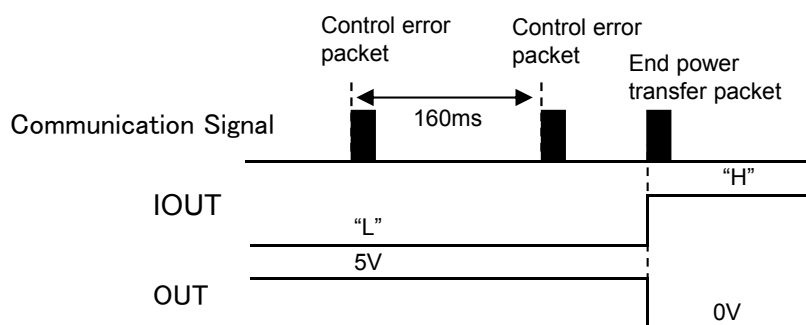 Control error
packet
Control error
packet
End power
transfer packet
160ms
Communication Signal
“H”
IOUT
“L”
5V
OUT
0V